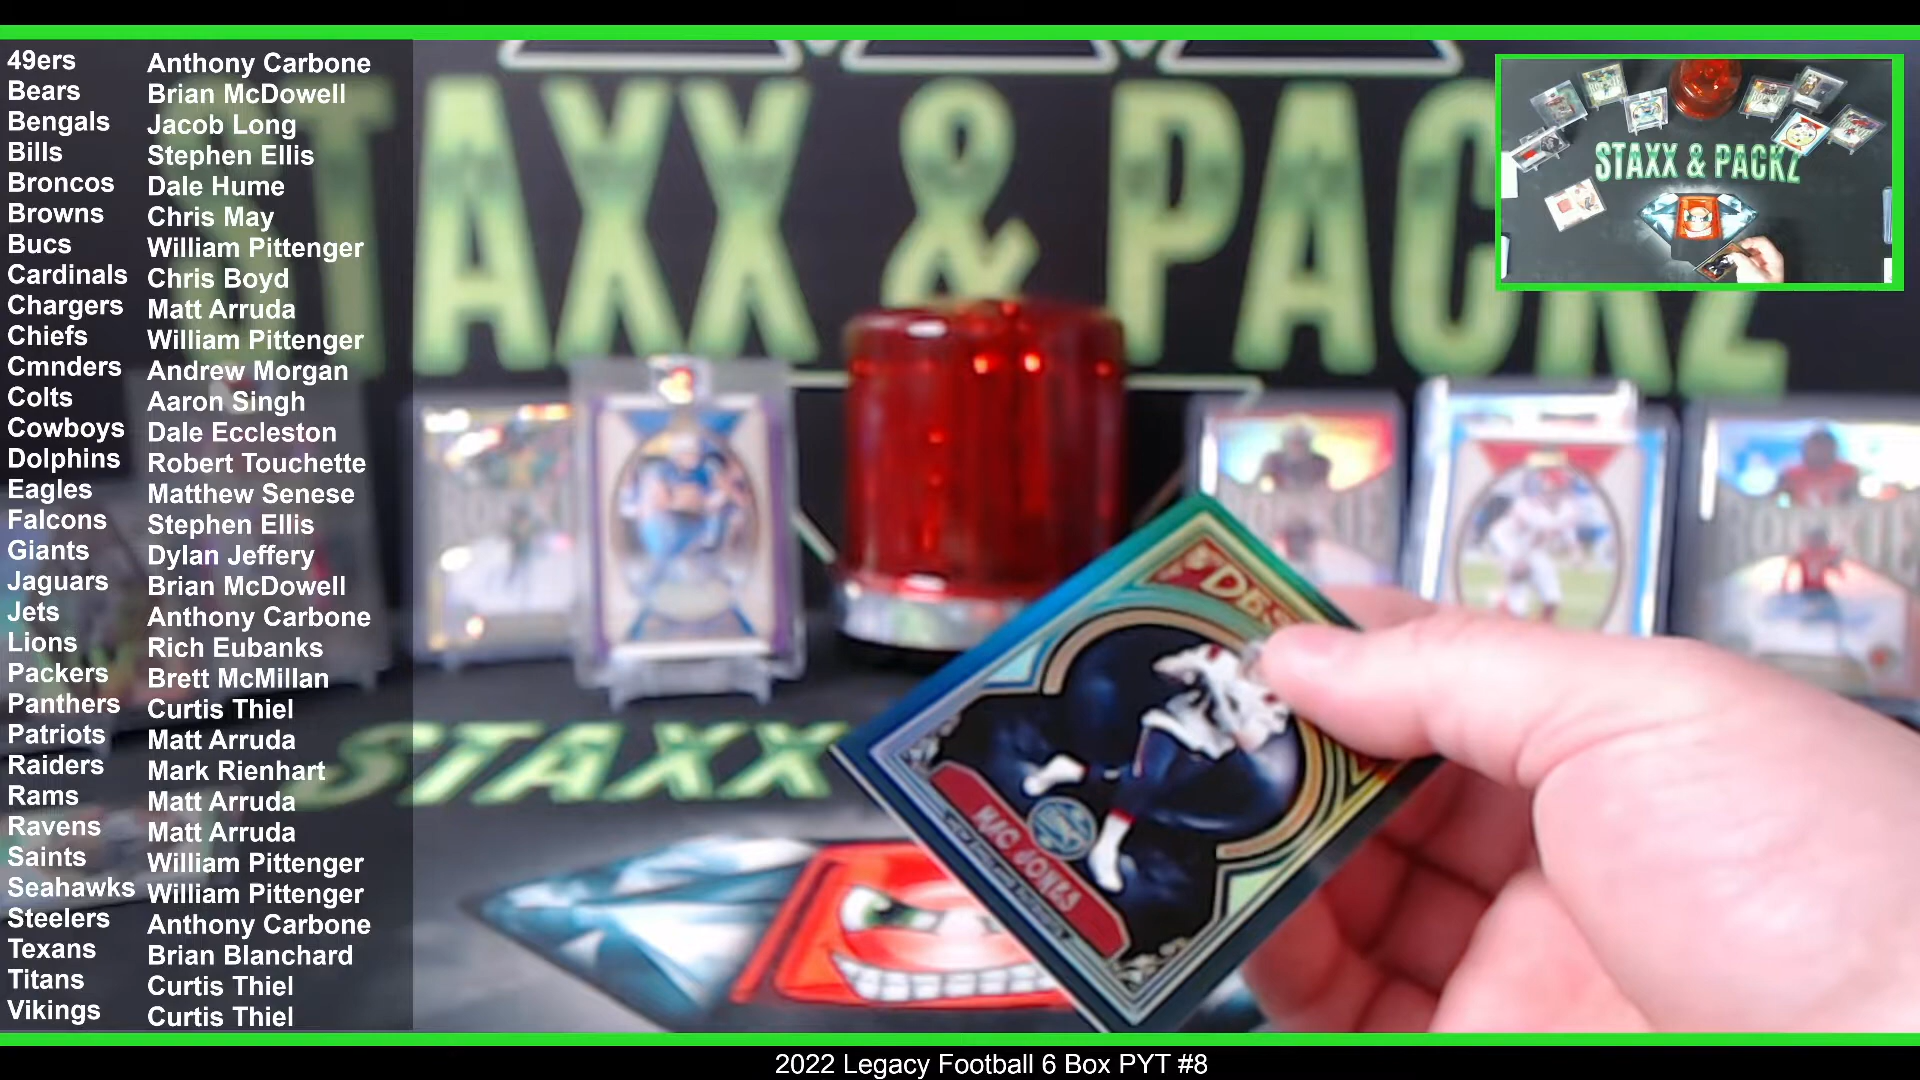 49ers Anthony Carbone
Bears Brian McDowell
Bengals Jacob Long
Bills Stephen Ellis
Broncos Dale Hume
Browns Chris May
Bucs William Pittenger
Cardinals Chris Boyd
Chargers Matt Arruda
Chiefs William Pittenger
Cmnders Andrew Morgan
Colts Aaron Singh
Cowboys Dale Eccleston
Dolphins Robert Touchette
Eagles Matthew Senese
Falcons Stephen Ellis
Giants Dylan Jeffery
Jaguars Brian McDowell
Jets Anthony Carbone
Lions Rich Eubanks
Packers Brett McMillan
Panthers Curtis Thiel
Patriots Matt Arruda
Raiders Mark Rienhart
Rams Matt Arruda
Ravens Matt Arruda
Saints William Pittenger
Seahawks William Pittenger
Steelers Anthony Carbone
Texans Brian Blanchard
Titans Curtis Thiel
Vikings Curtis Thiel
STAXX & PACKZ
STAXX & PACKZ
STAXX
MAC JONES
NEW ENGLAND PATRIOTS
ROOKIE
2022 Legacy Football 6 Box PYT #8